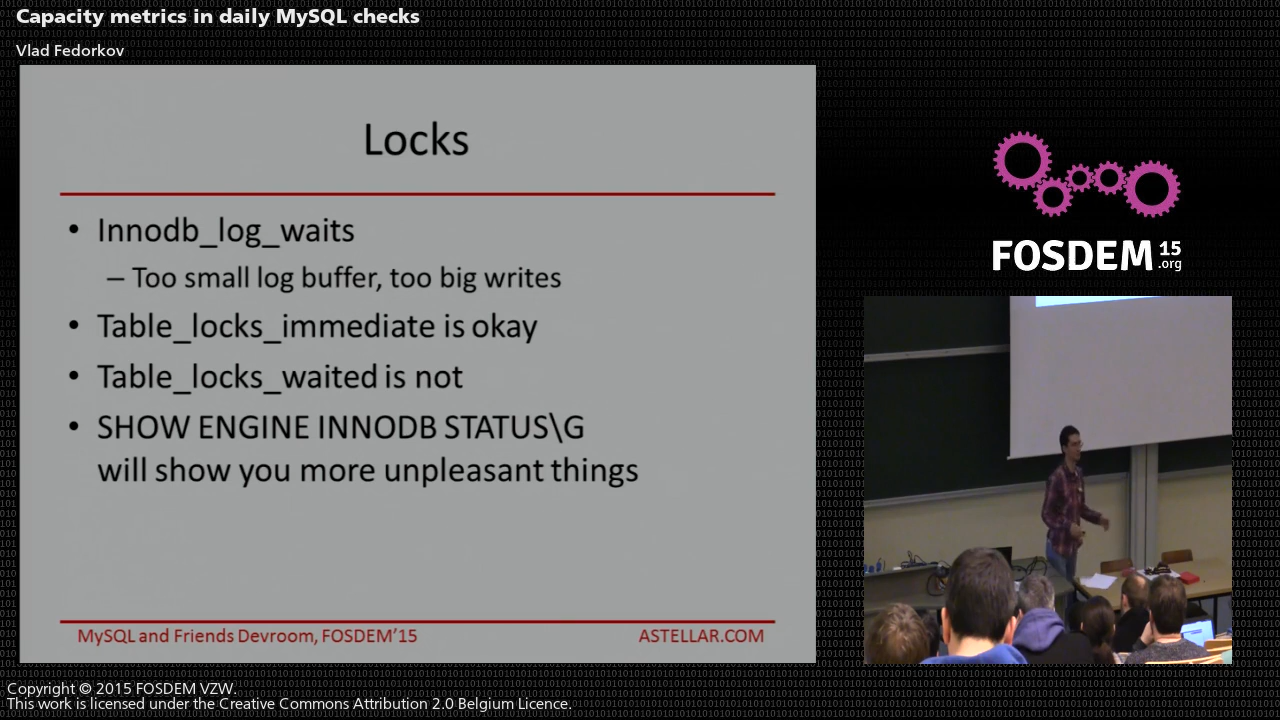 Capacity metrics in daily MySQL checks
Vlad Fedorkov
Locks
• Innodb_log_waits
– Too small log buffer, too big writes
• Table_locks_immediate is okay
• Table_locks_waited is not
• SHOW ENGINE INNODB STATUS\G
will show you more unpleasant things
MySQL and Friends Devroom, FOSDEM'15
ASTELLAR.COM
FOSDEM 15
.org
Copyright © 2015 FOSDEM VZW.
This work is licensed under the Creative Commons Attribution 2.0 Belgium Licence.